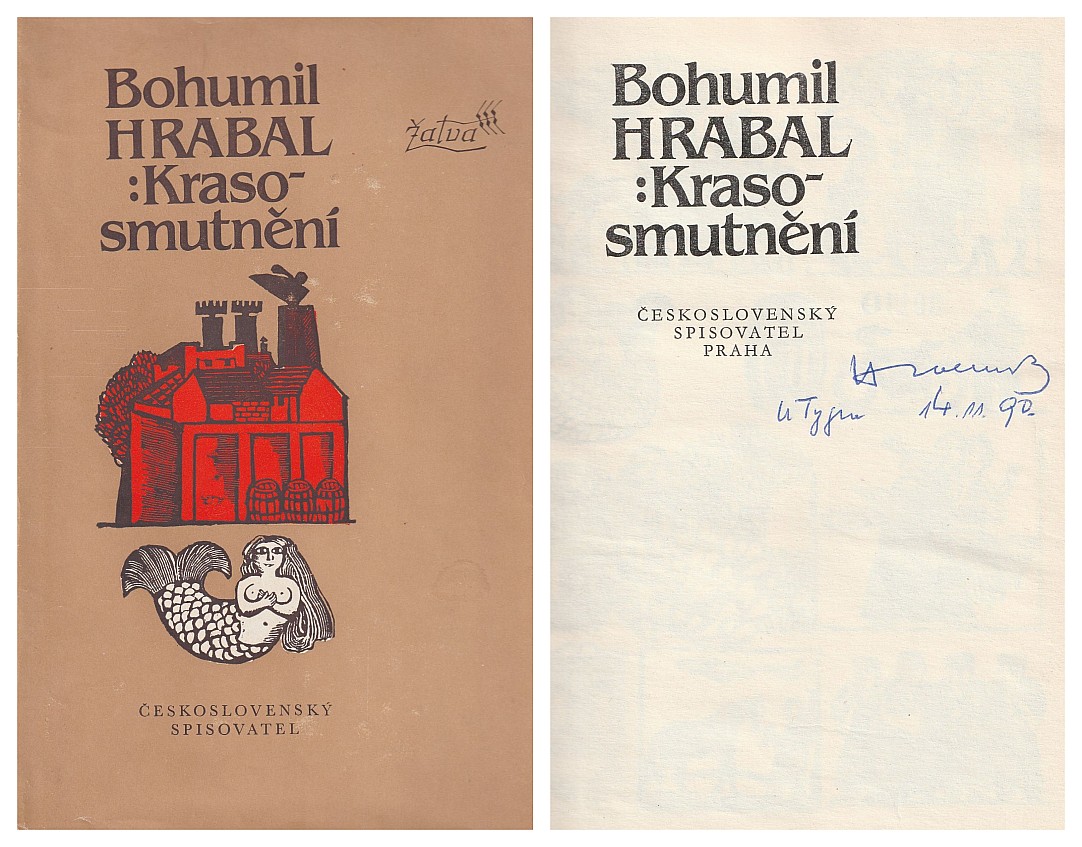 Bohumil
HRABAL
:Kraso-
smutnění
Žatva
ČESKOSLOVENSKÝ
SPISOVATEL
Bohumil
HRABAL
:Kraso-
smutnění
ČESKOSLOVENSKÝ
SPISOVATEL
PRAHA
U Tygra 14. 11. 90.